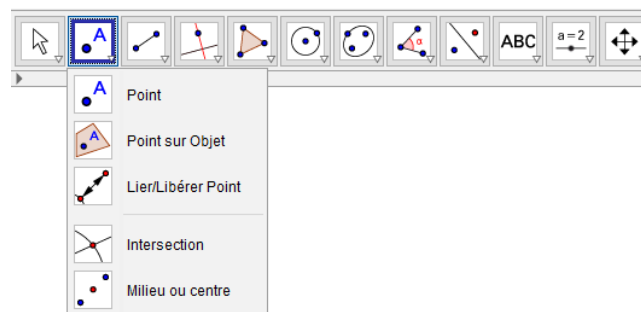 A
α
ABC
a=2
A
Point
A
Point sur Objet
Lier/Libérer Point
Intersection
Milieu ou centre